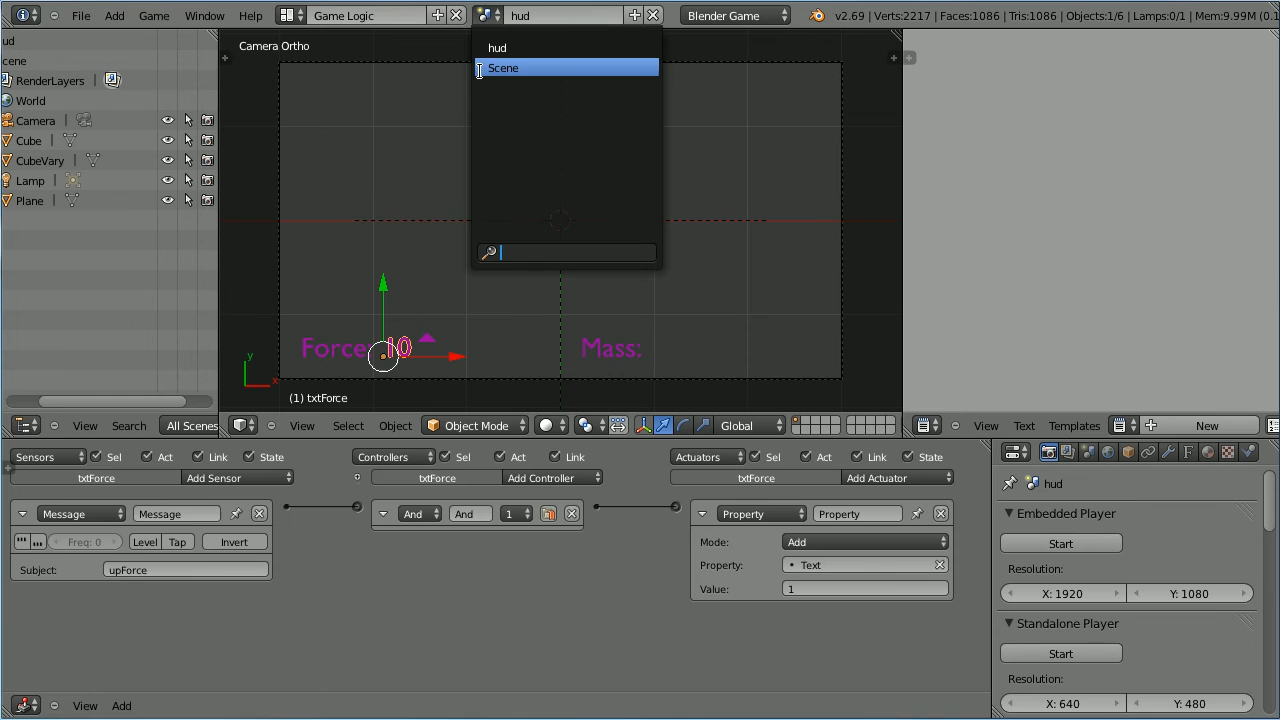 File Add Game Window Help Game Logic hud Blender Game v2.69 | Verts:2217 | Faces:1086 | Tris:1086 | Objects:1/6 | Lamps:0/1 | Mem:9.99M (0.1
ud
cene
RenderLayers
World
Camera
Cube
CubeVary
Lamp
Plane
Camera Ortho
hud
Scene
Force: 10
Mass:
(1) txtForce
View Search All Scenes
View Select Object Object Mode Global
View Text Templates New
Sensors Sel Act Link State
Controllers Sel Act Link
Actuators Sel Act Link State
txtForce Add Sensor
txtForce Add Controller
txtForce Add Actuator
Message Message
And And 1
Property Property
Freq: 0 Level Tap Invert
Subject: upForce
Mode: Add
Property: Text
Value: 1
hud
Embedded Player
Start
Resolution:
X: 1920 Y: 1080
Standalone Player
Start
Resolution:
X: 640 Y: 480
View Add